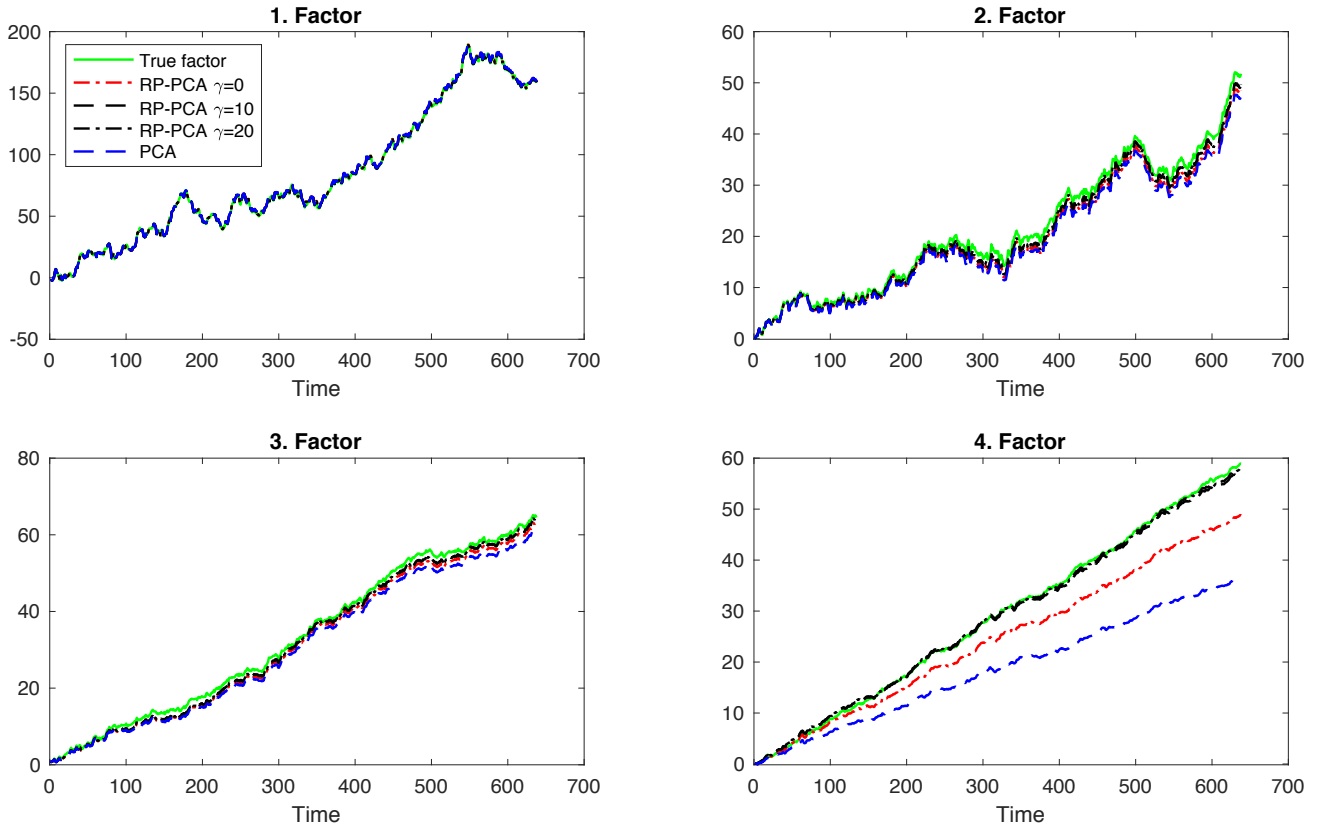 1. Factor
200
150
100
50
0
-50
True factor
RP-PCA γ=0
RP-PCA γ=10
RP-PCA γ=20
PCA
0 100 200 300 400 500 600 700
Time
2. Factor
60
50
40
30
20
10
0
0 100 200 300 400 500 600 700
Time
3. Factor
80
60
40
20
0
0 100 200 300 400 500 600 700
Time
4. Factor
60
50
40
30
20
10
0
0 100 200 300 400 500 600 700
Time